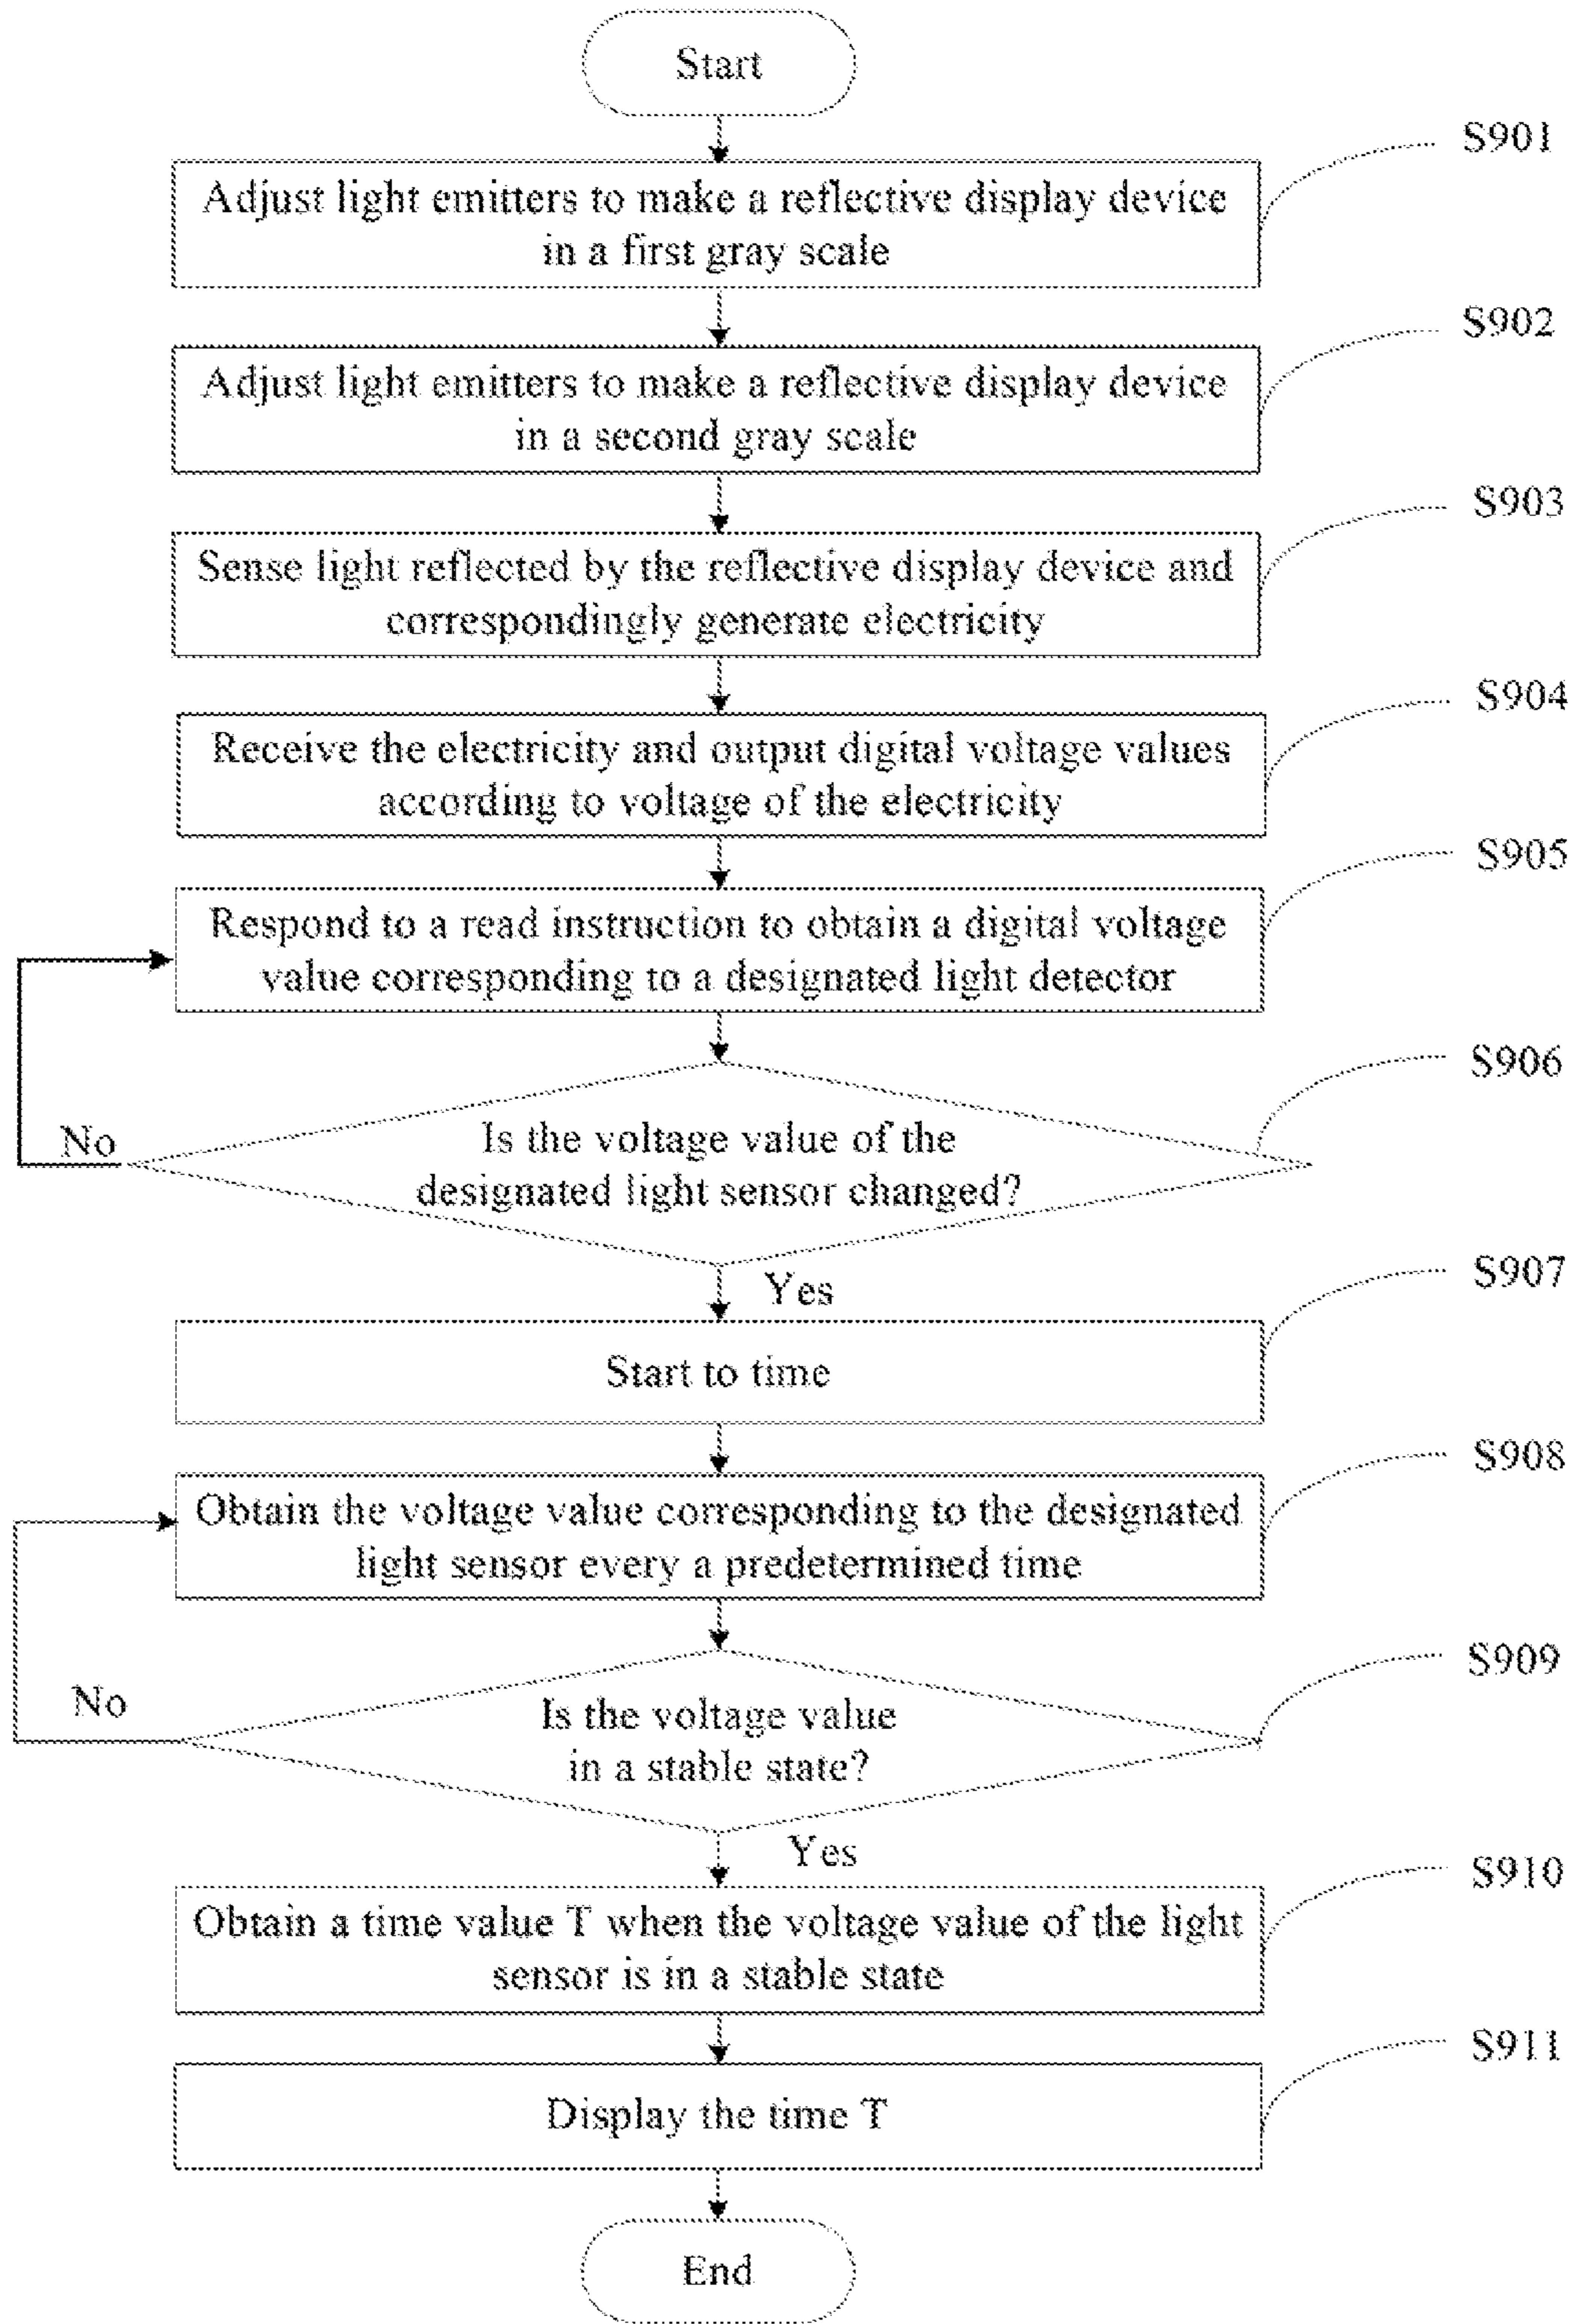 Start
S901
Adjust light emitters to make a reflective display device
in a first gray scale
S902
Adjust light emitters to make a reflective display device
in a second gray scale
S903
Sense light reflected by the reflective display device and
correspondingly generate electricity
S904
Receive the electricity and output digital voltage values
according to voltage of the electricity
S905
Respond to a read instruction to obtain a digital voltage
value corresponding to a designated light detector
S906
No
Is the voltage value of the
designated light sensor changed?
Yes
S907
Start to time
S908
Obtain the voltage value corresponding to the designated
light sensor every a predetermined time
S909
No
Is the voltage value
in a stable state?
Yes
S910
Obtain a time value T when the voltage value of the light
sensor is in a stable state
S911
Display the time T
End